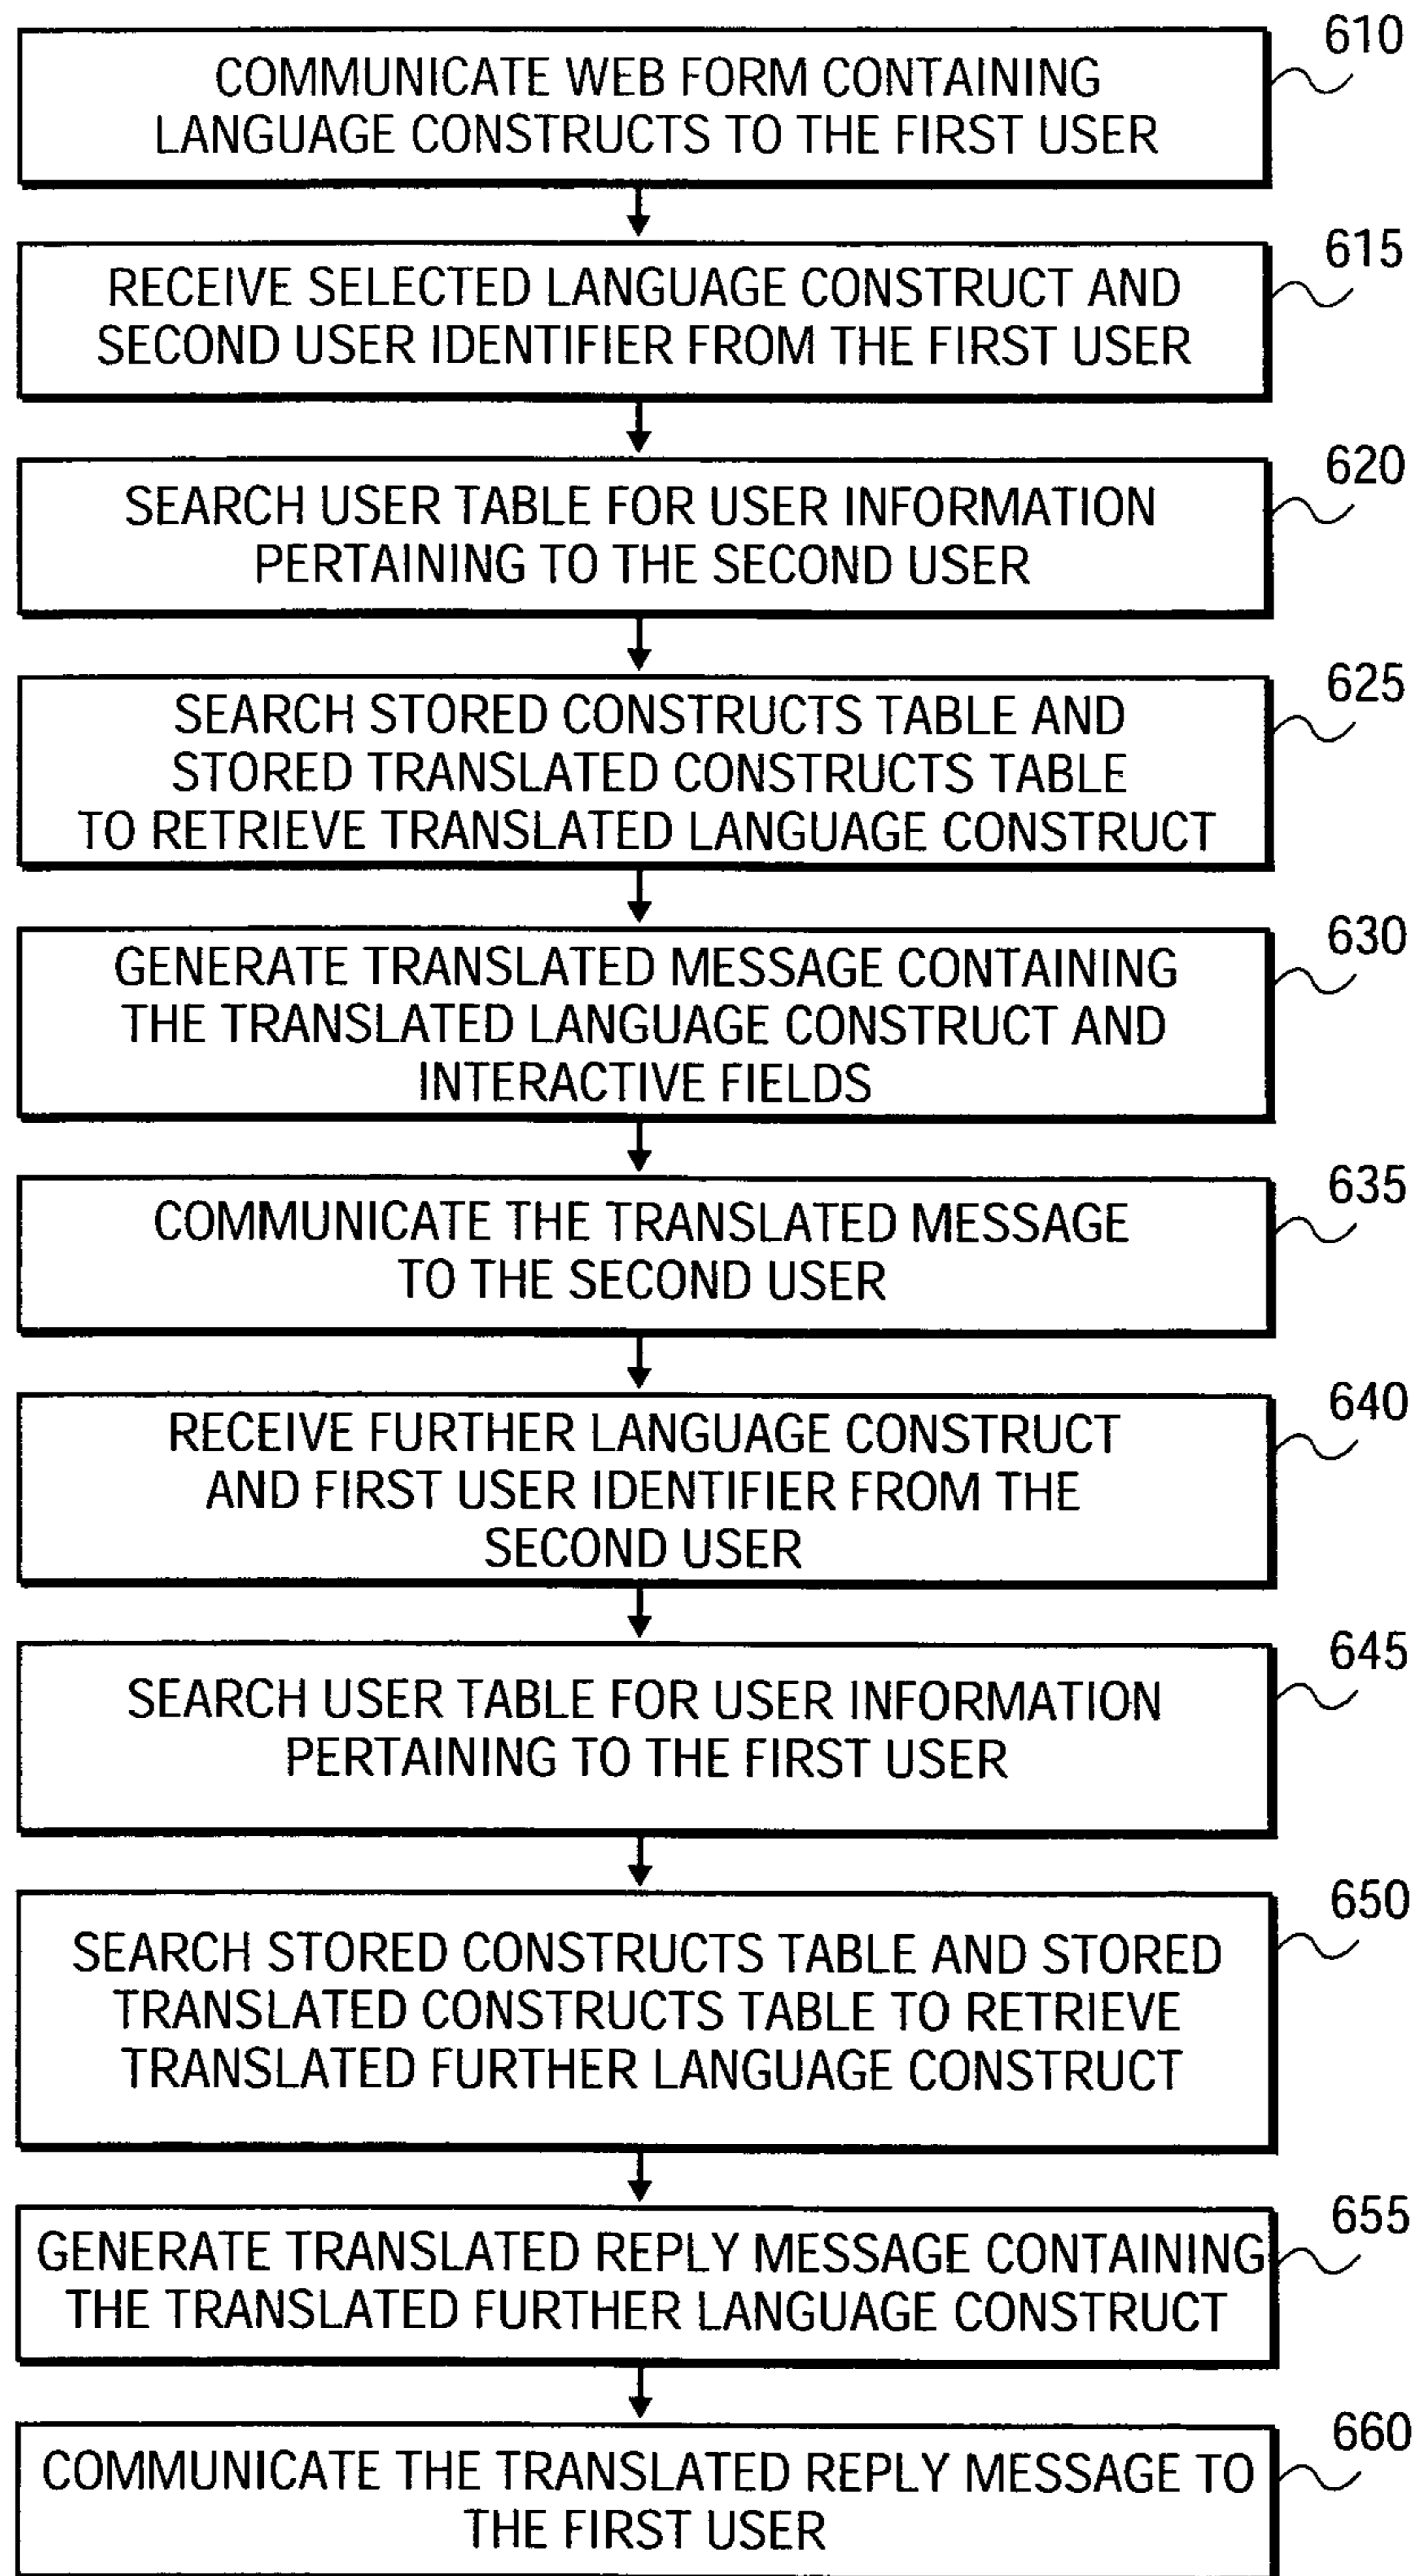 610
COMMUNICATE WEB FORM CONTAINING
LANGUAGE CONSTRUCTS TO THE FIRST USER
615
RECEIVE SELECTED LANGUAGE CONSTRUCT AND
SECOND USER IDENTIFIER FROM THE FIRST USER
620
SEARCH USER TABLE FOR USER INFORMATION
PERTAINING TO THE SECOND USER
625
SEARCH STORED CONSTRUCTS TABLE AND
STORED TRANSLATED CONSTRUCTS TABLE
TO RETRIEVE TRANSLATED LANGUAGE CONSTRUCT
630
GENERATE TRANSLATED MESSAGE CONTAINING
THE TRANSLATED LANGUAGE CONSTRUCT AND
INTERACTIVE FIELDS
635
COMMUNICATE THE TRANSLATED MESSAGE
TO THE SECOND USER
640
RECEIVE FURTHER LANGUAGE CONSTRUCT
AND FIRST USER IDENTIFIER FROM THE
SECOND USER
645
SEARCH USER TABLE FOR USER INFORMATION
PERTAINING TO THE FIRST USER
650
SEARCH STORED CONSTRUCTS TABLE AND STORED
TRANSLATED CONSTRUCTS TABLE TO RETRIEVE
TRANSLATED FURTHER LANGUAGE CONSTRUCT
655
GENERATE TRANSLATED REPLY MESSAGE CONTAINING
THE TRANSLATED FURTHER LANGUAGE CONSTRUCT
660
COMMUNICATE THE TRANSLATED REPLY MESSAGE TO
THE FIRST USER